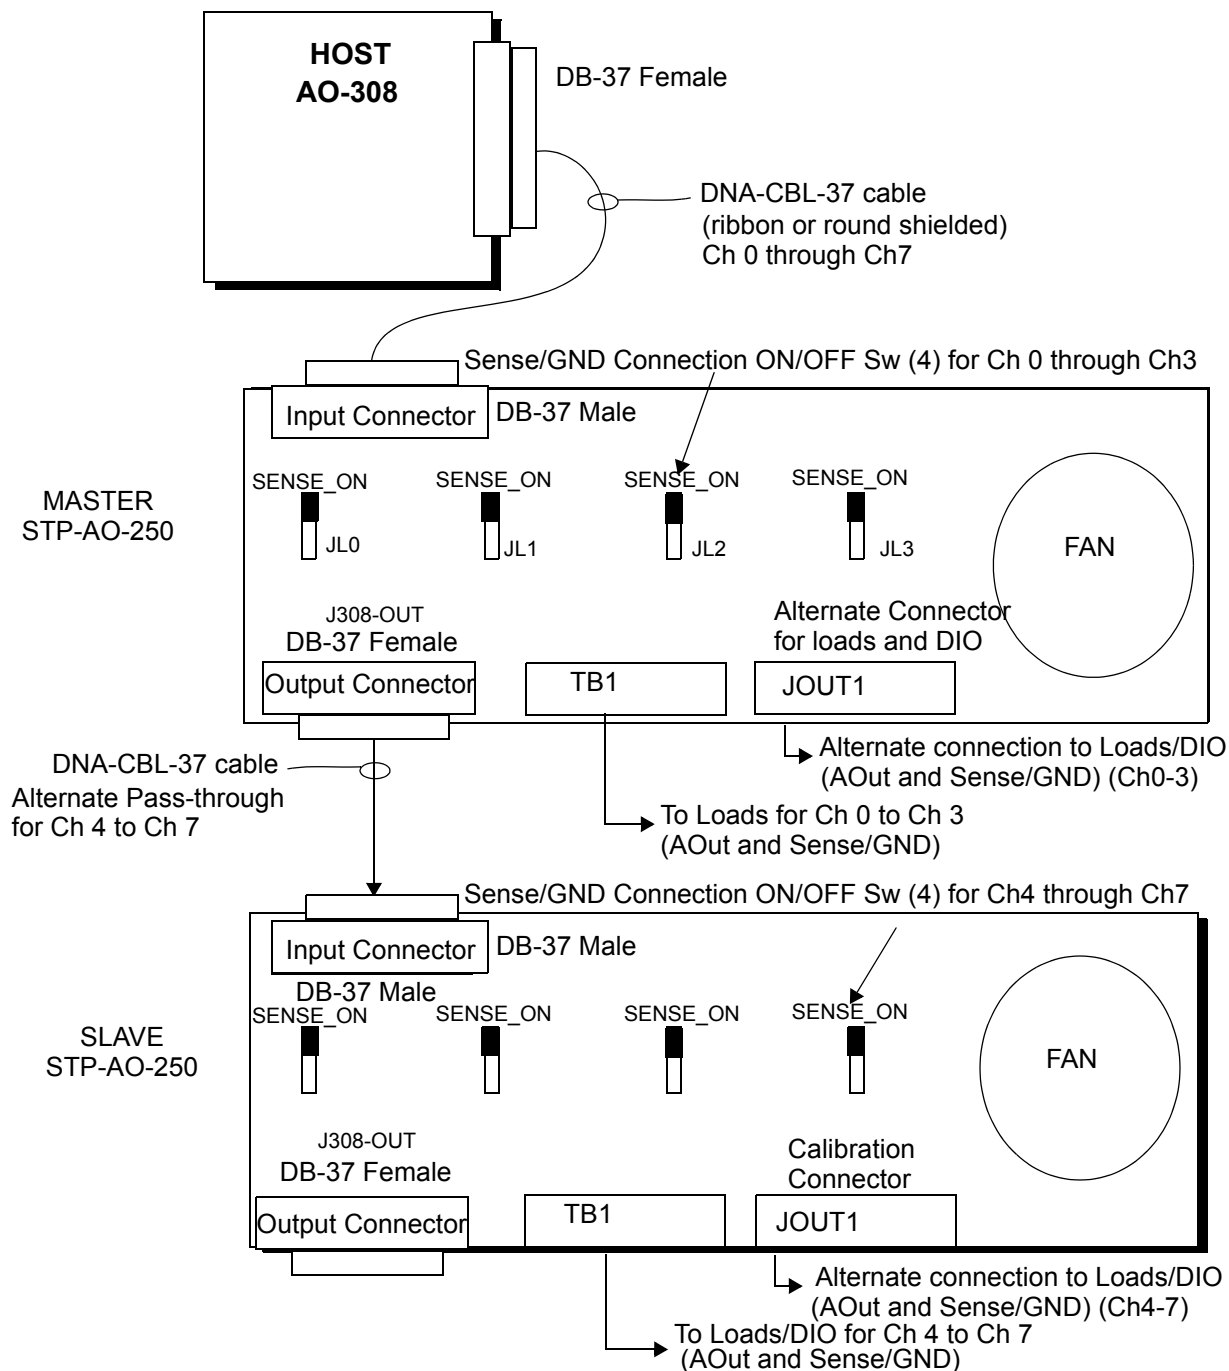 HOST
AO-308
DB-37 Female
DNA-CBL-37 cable
(ribbon or round shielded)
Ch 0 through Ch7
Sense/GND Connection ON/OFF Sw (4) for Ch 0 through Ch3
Input Connector
DB-37 Male
MASTER
STP-AO-250
SENSE_ON
SENSE_ON
SENSE_ON
SENSE_ON
JL0
JL1
JL2
JL3
FAN
J308-OUT
DB-37 Female
Output Connector
TB1
Alternate Connector
for loads and DIO
JOUT1
DNA-CBL-37 cable
Alternate Pass-through
for Ch 4 to Ch 7
Alternate connection to Loads/DIO
(AOut and Sense/GND) (Ch0-3)
To Loads for Ch 0 to Ch 3
(AOut and Sense/GND)
Sense/GND Connection ON/OFF Sw (4) for Ch4 through Ch7
Input Connector
DB-37 Male
DB-37 Male
SLAVE
STP-AO-250
SENSE_ON
SENSE_ON
SENSE_ON
SENSE_ON
FAN
J308-OUT
DB-37 Female
Output Connector
TB1
Calibration
Connector
JOUT1
Alternate connection to Loads/DIO
(AOut and Sense/GND) (Ch4-7)
To Loads/DIO for Ch 4 to Ch 7
(AOut and Sense/GND)